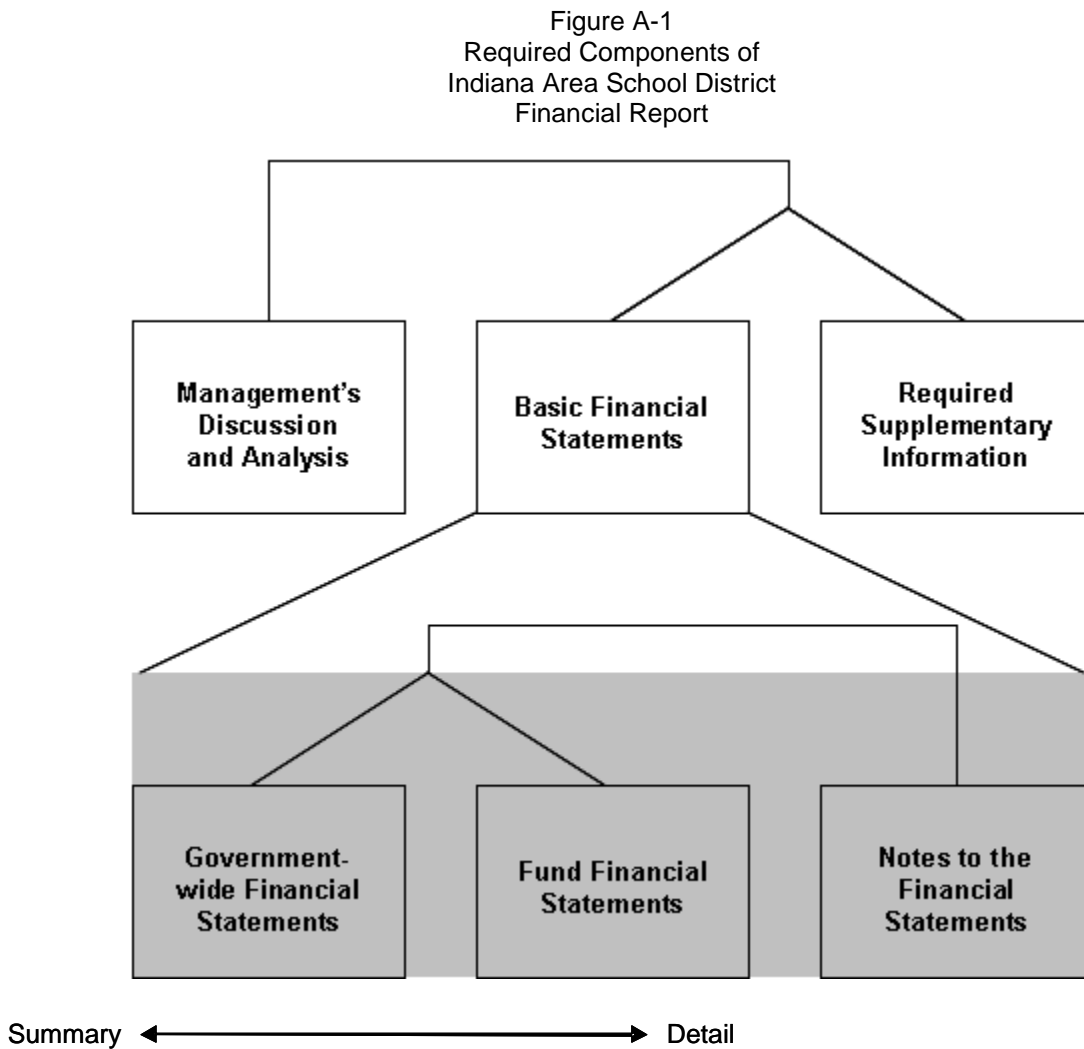 Figure A-1
Required Components of
Indiana Area School District
Financial Report
Management's
Discussion
and Analysis
Basic Financial
Statements
Required
Supplementary
Information
Government-
wide Financial
Statements
Fund Financial
Statements
Notes to the
Financial
Statements
Summary
Detail